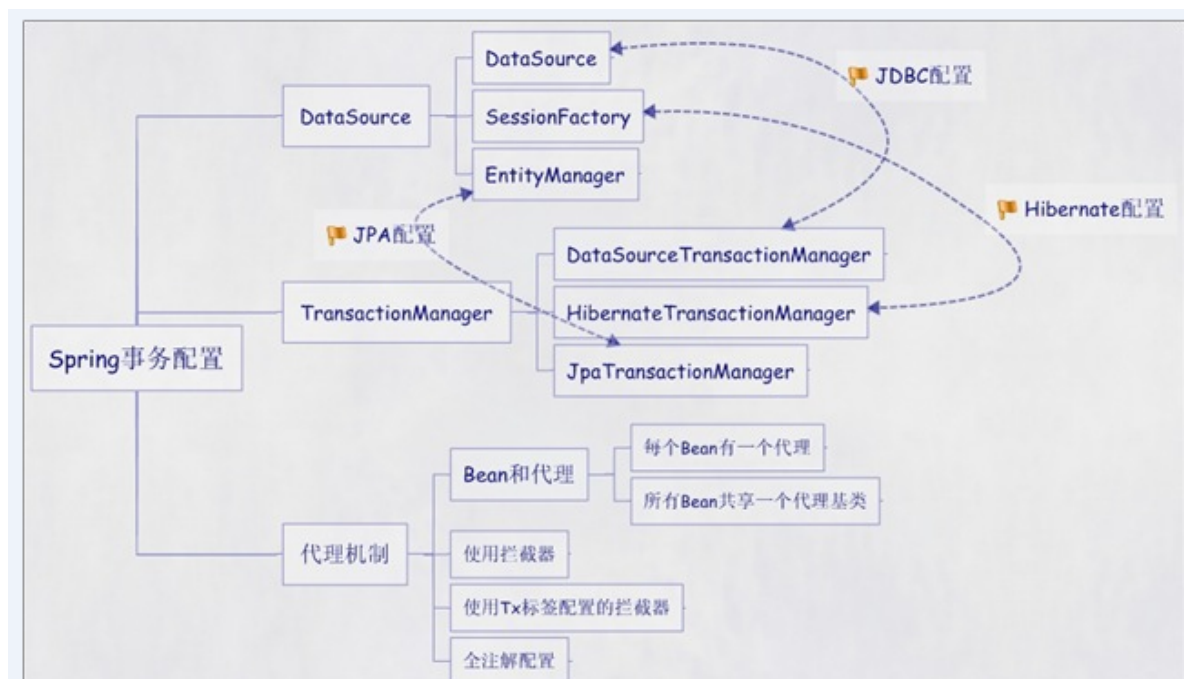 DataSource
JDBC配置
DataSource
SessionFactory
EntityManager
Hibernate配置
JPA配置
DataSourceTransactionManager
TransactionManager
HibernateTransactionManager
Spring事务配置
JpaTransactionManager
每个Bean有一个代理
Bean和代理
所有Bean共享一个代理基类
代理机制
使用拦截器
使用Tx标签配置的拦截器
全注解配置